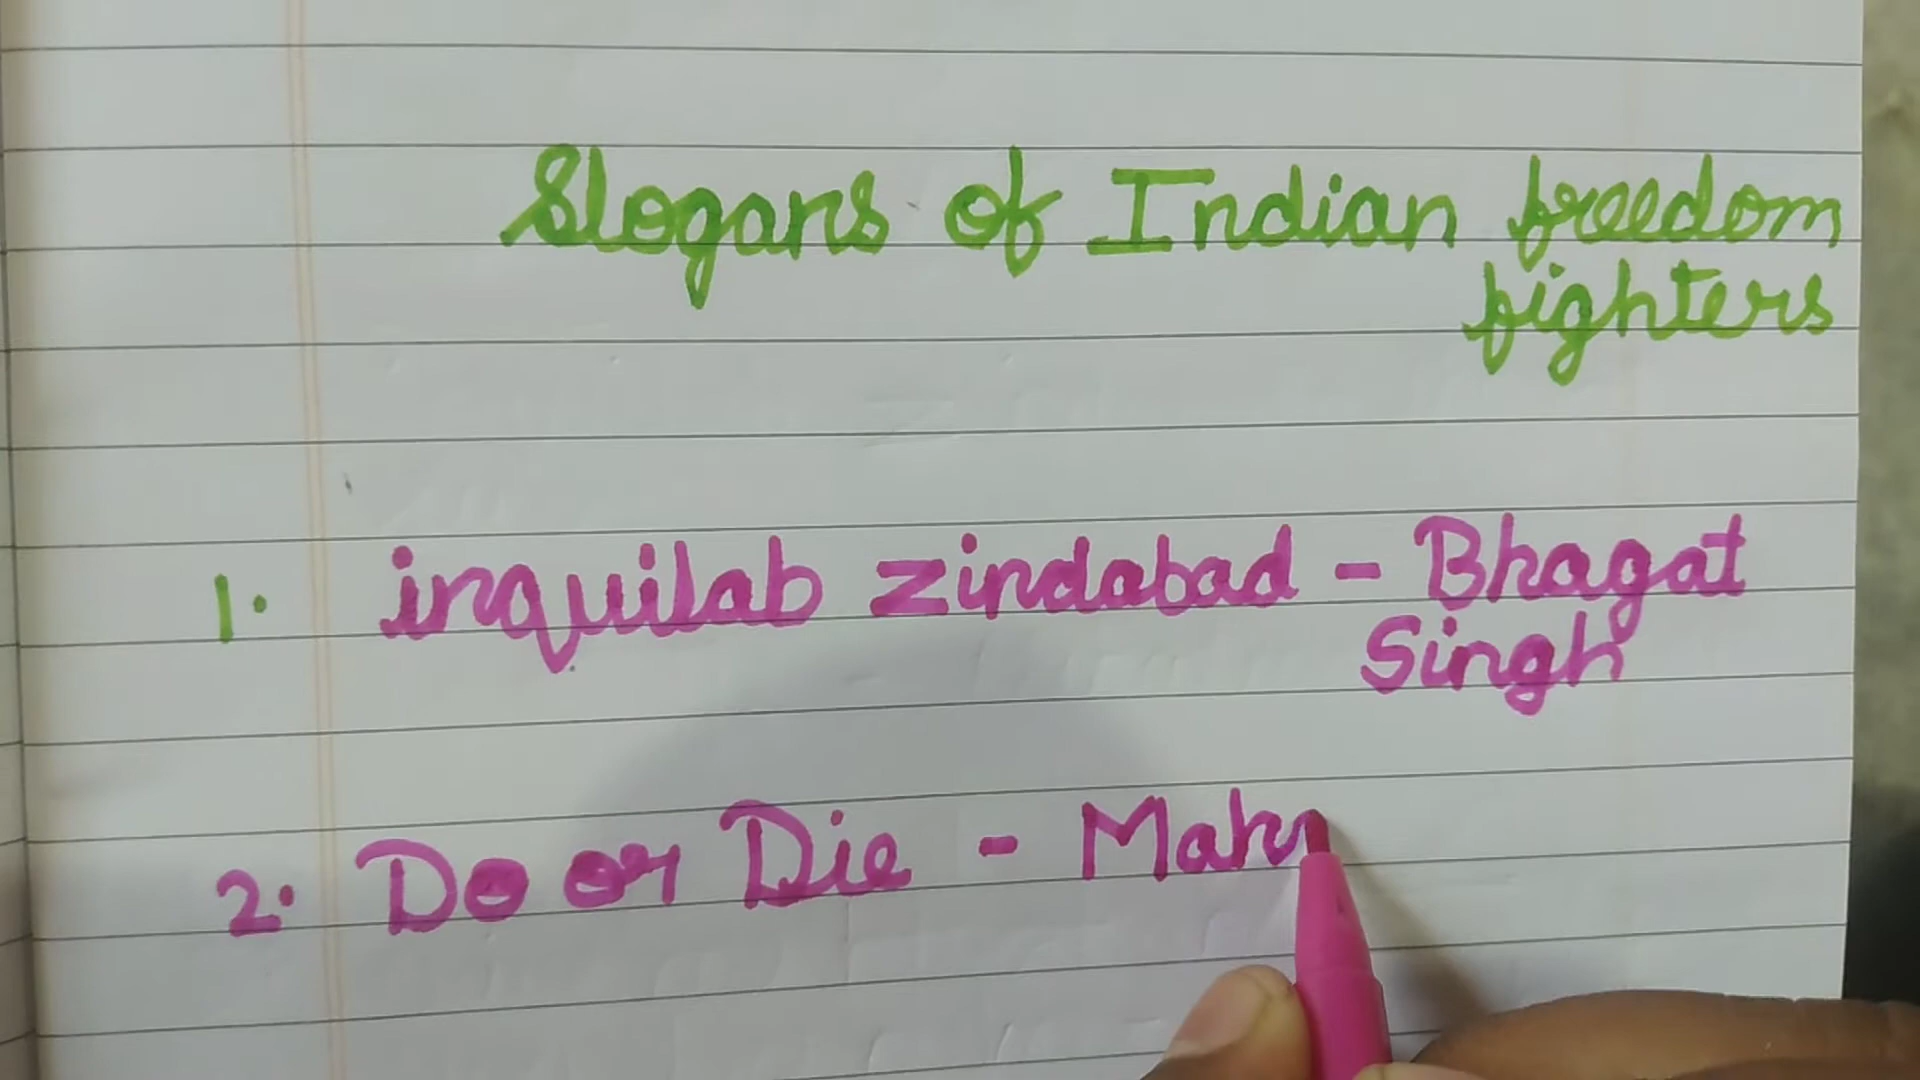 Slogans of Indian freedom
fighters
1. inquilab zindabad - Bhagat
Singh
2. Do or Die - Mah